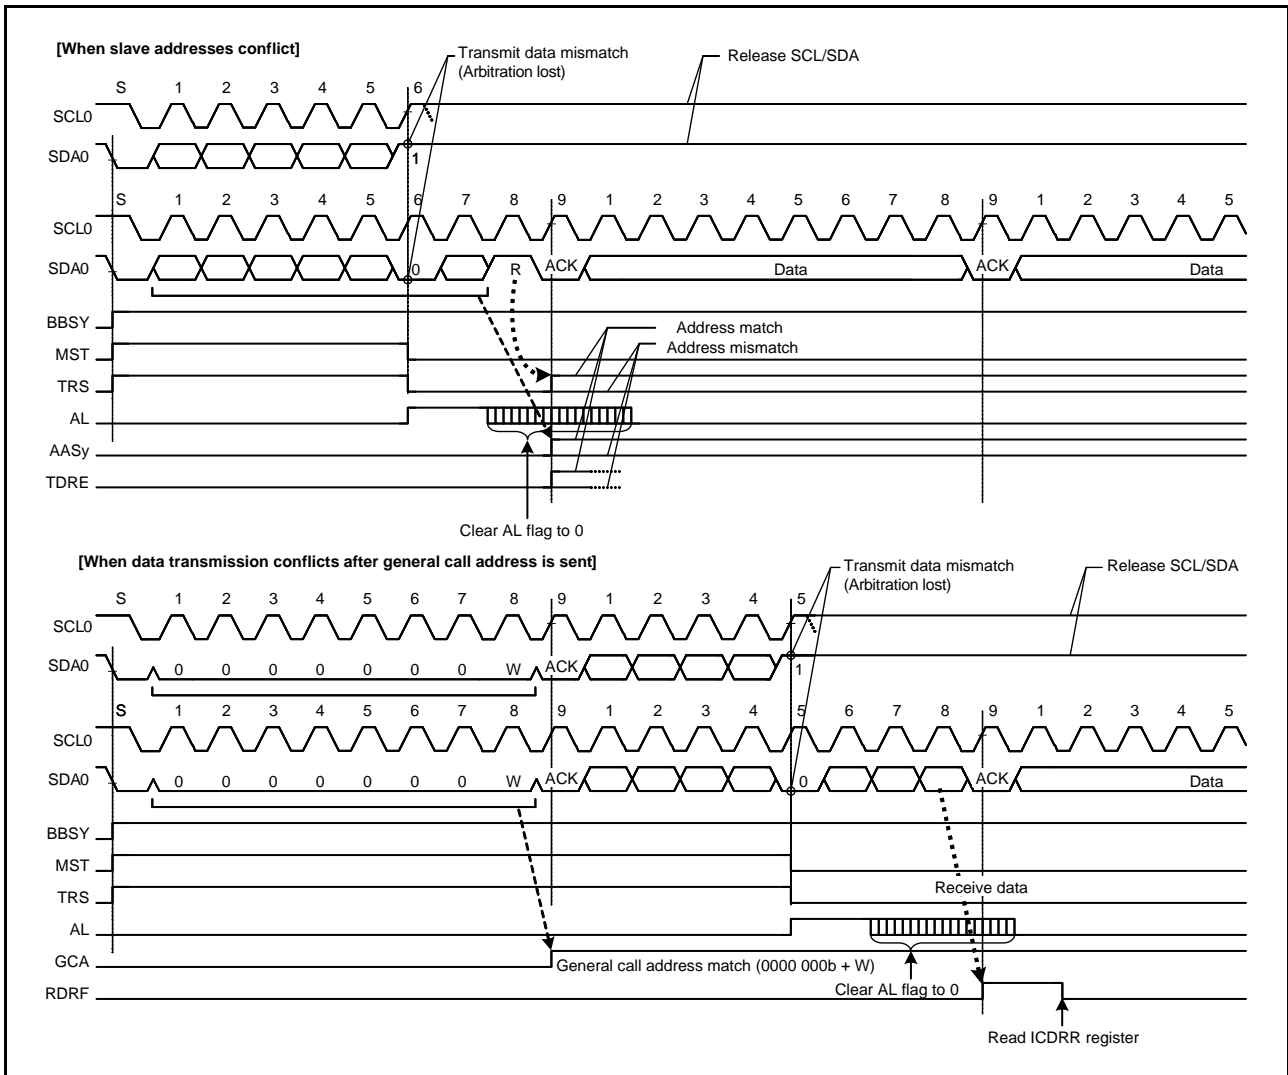 [When slave addresses conflict]
Transmit data mismatch
(Arbitration lost)
Release SCL/SDA
S 1 2 3 4 5 6
SCL0
SDA0
1
S 1 2 3 4 5 6 7 8 9 1 2 3 4 5 6 7 8 9 1 2 3 4 5
SCL0
SDA0 0 R ACK Data ACK Data
BBSY
Address match
MST
Address mismatch
TRS
AL
AASy
TDRE
Clear AL flag to 0
[When data transmission conflicts after general call address is sent]
Transmit data mismatch
(Arbitration lost)
Release SCL/SDA
S 1 2 3 4 5 6 7 8 9 1 2 3 4 5
SCL0
SDA0 0 0 0 0 0 0 0 W ACK 1
S 1 2 3 4 5 6 7 8 9 1 2 3 4 5 6 7 8 9 1 2 3 4 5
SCL0
SDA0 0 0 0 0 0 0 0 W ACK 0 ACK Data
BBSY
MST
Receive data
TRS
AL
GCA
General call address match (0000 000b + W)
Clear AL flag to 0
RDRF
Read ICDRR register